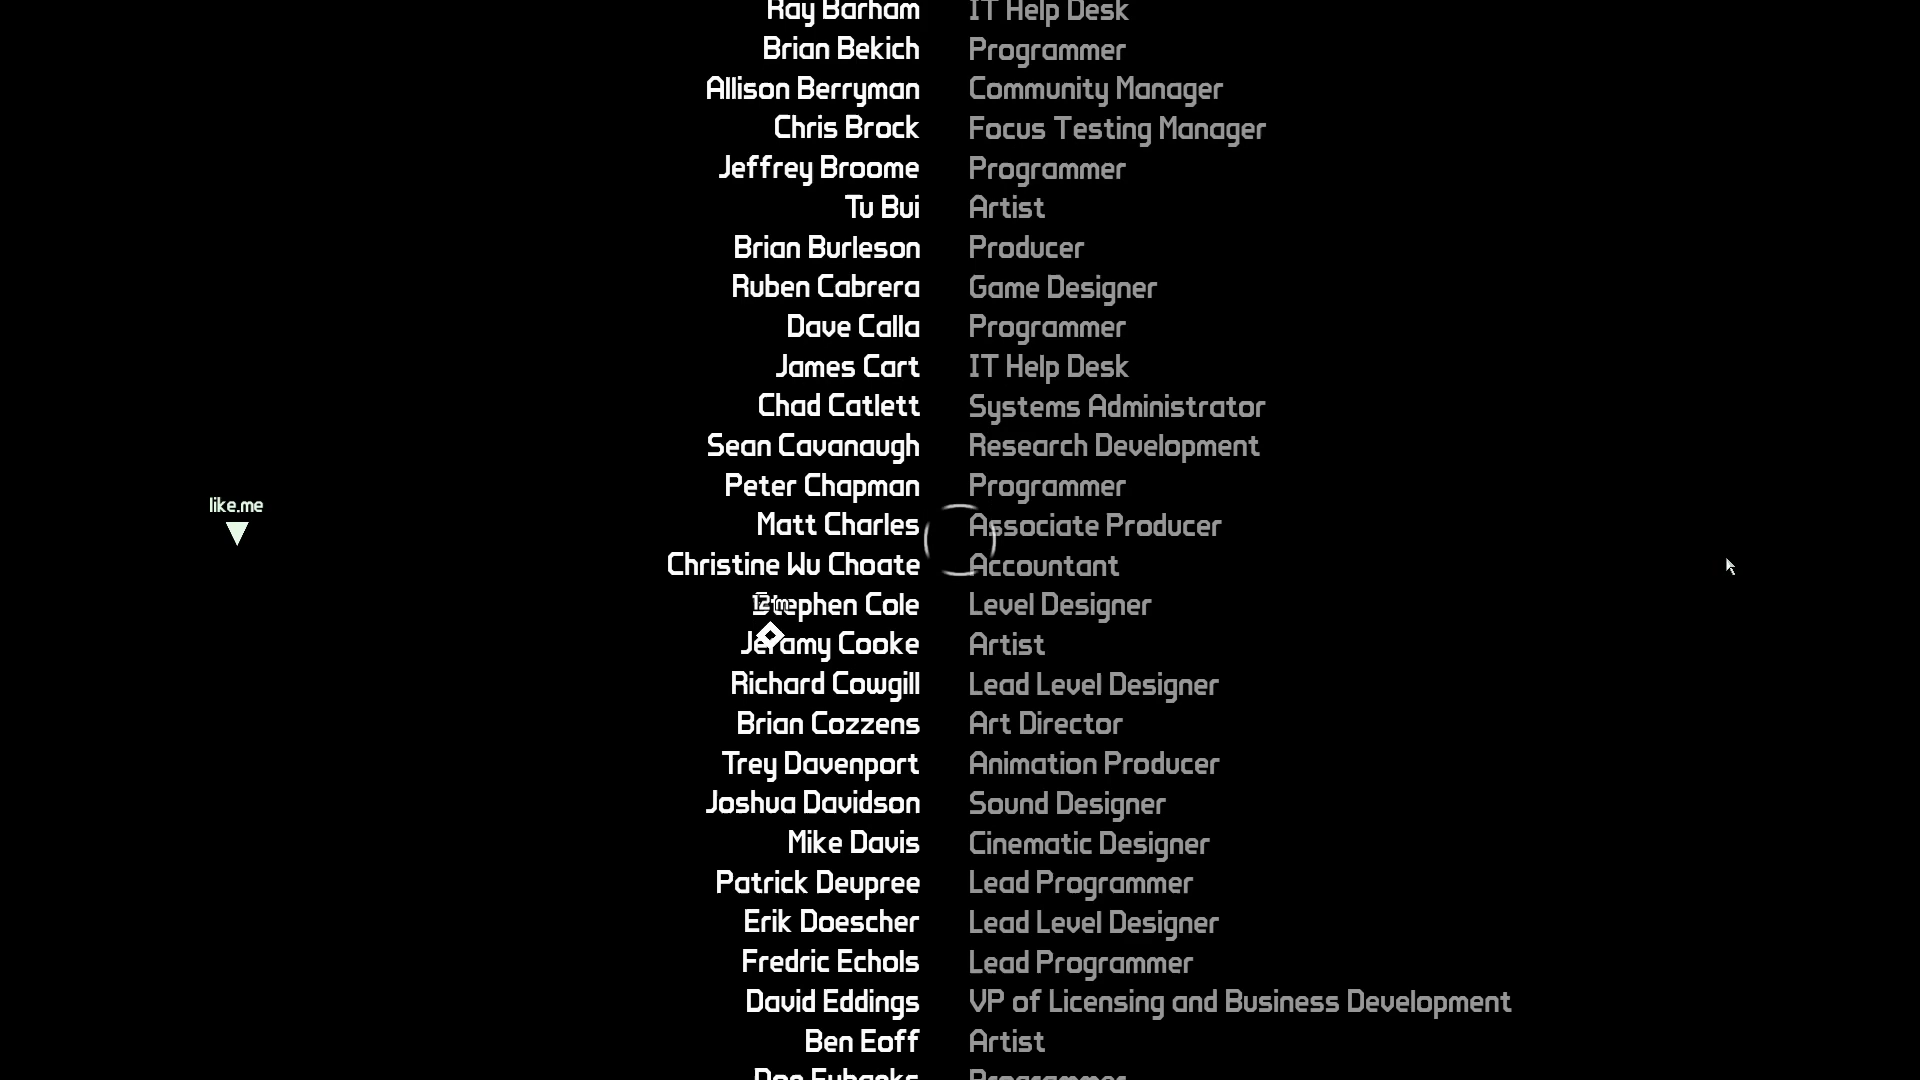 Ray Barham IT Help Desk
Brian Bekich Programmer
Allison Berryman Community Manager
Chris Brock Focus Testing Manager
Jeffrey Broome Programmer
Tu Bui Artist
Brian Burleson Producer
Ruben Cabrera Game Designer
Dave Calla Programmer
James Cart IT Help Desk
Chad Catlett Systems Administrator
Sean Cavanaugh Research Development
Peter Chapman Programmer
like.me
Matt Charles Associate Producer
Christine Wu Choate Accountant
12m
Stephen Cole Level Designer
Jeramy Cooke Artist
Richard Cowgill Lead Level Designer
Brian Cozzens Art Director
Trey Davenport Animation Producer
Joshua Davidson Sound Designer
Mike Davis Cinematic Designer
Patrick Deupree Lead Programmer
Erik Doescher Lead Level Designer
Fredric Echols Lead Programmer
David Eddings VP of Licensing and Business Development
Ben Eoff Artist
Programmer